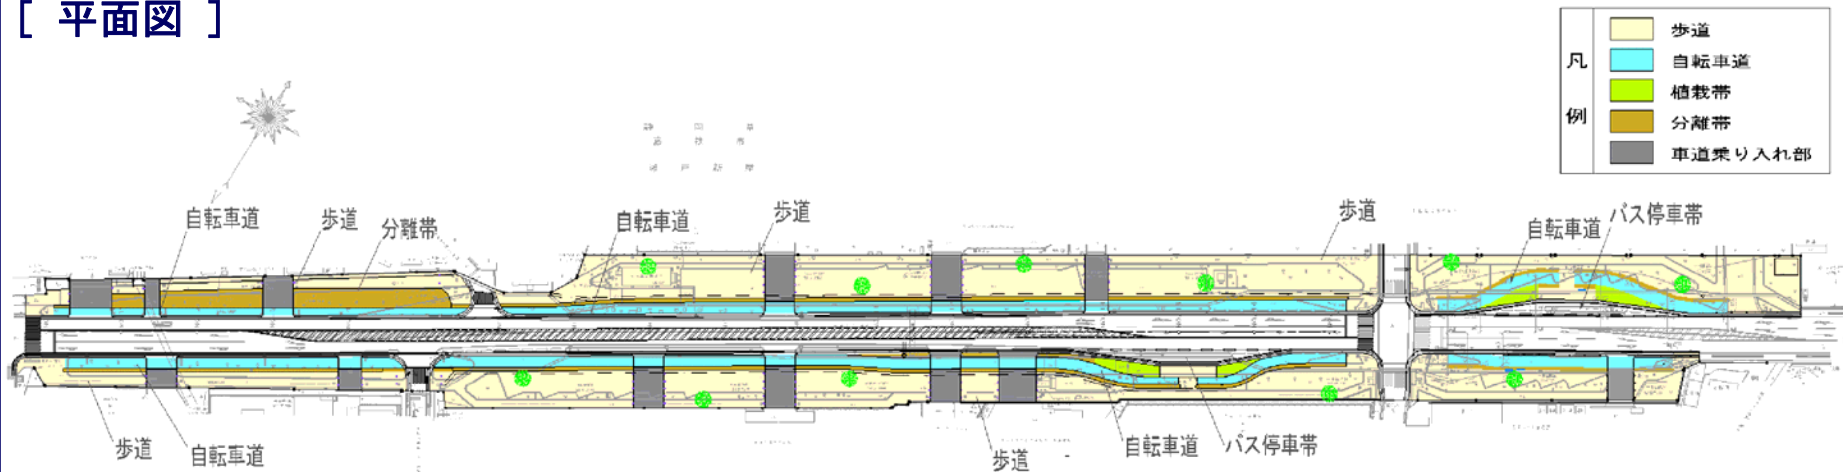 [ 平面図 ]
凡例
歩道
自転車道
植栽帯
分離帯
車道乗り入れ部
自転車道
歩道
分離帯
自転車道
歩道
歩道
自転車道
バス停車帯
歩道
自転車道
歩道
自転車道
バス停車帯